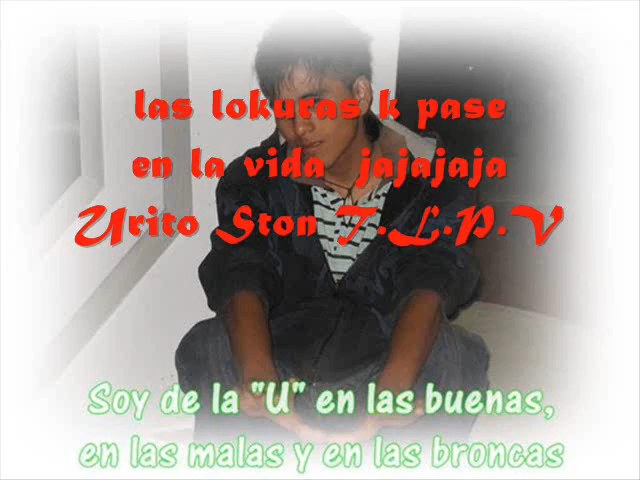 las lokuras k pase
en la vida jajajaja
Urito Ston T.L.P.V
Soy de la "U" en las buenas,
en las malas y en las broncas